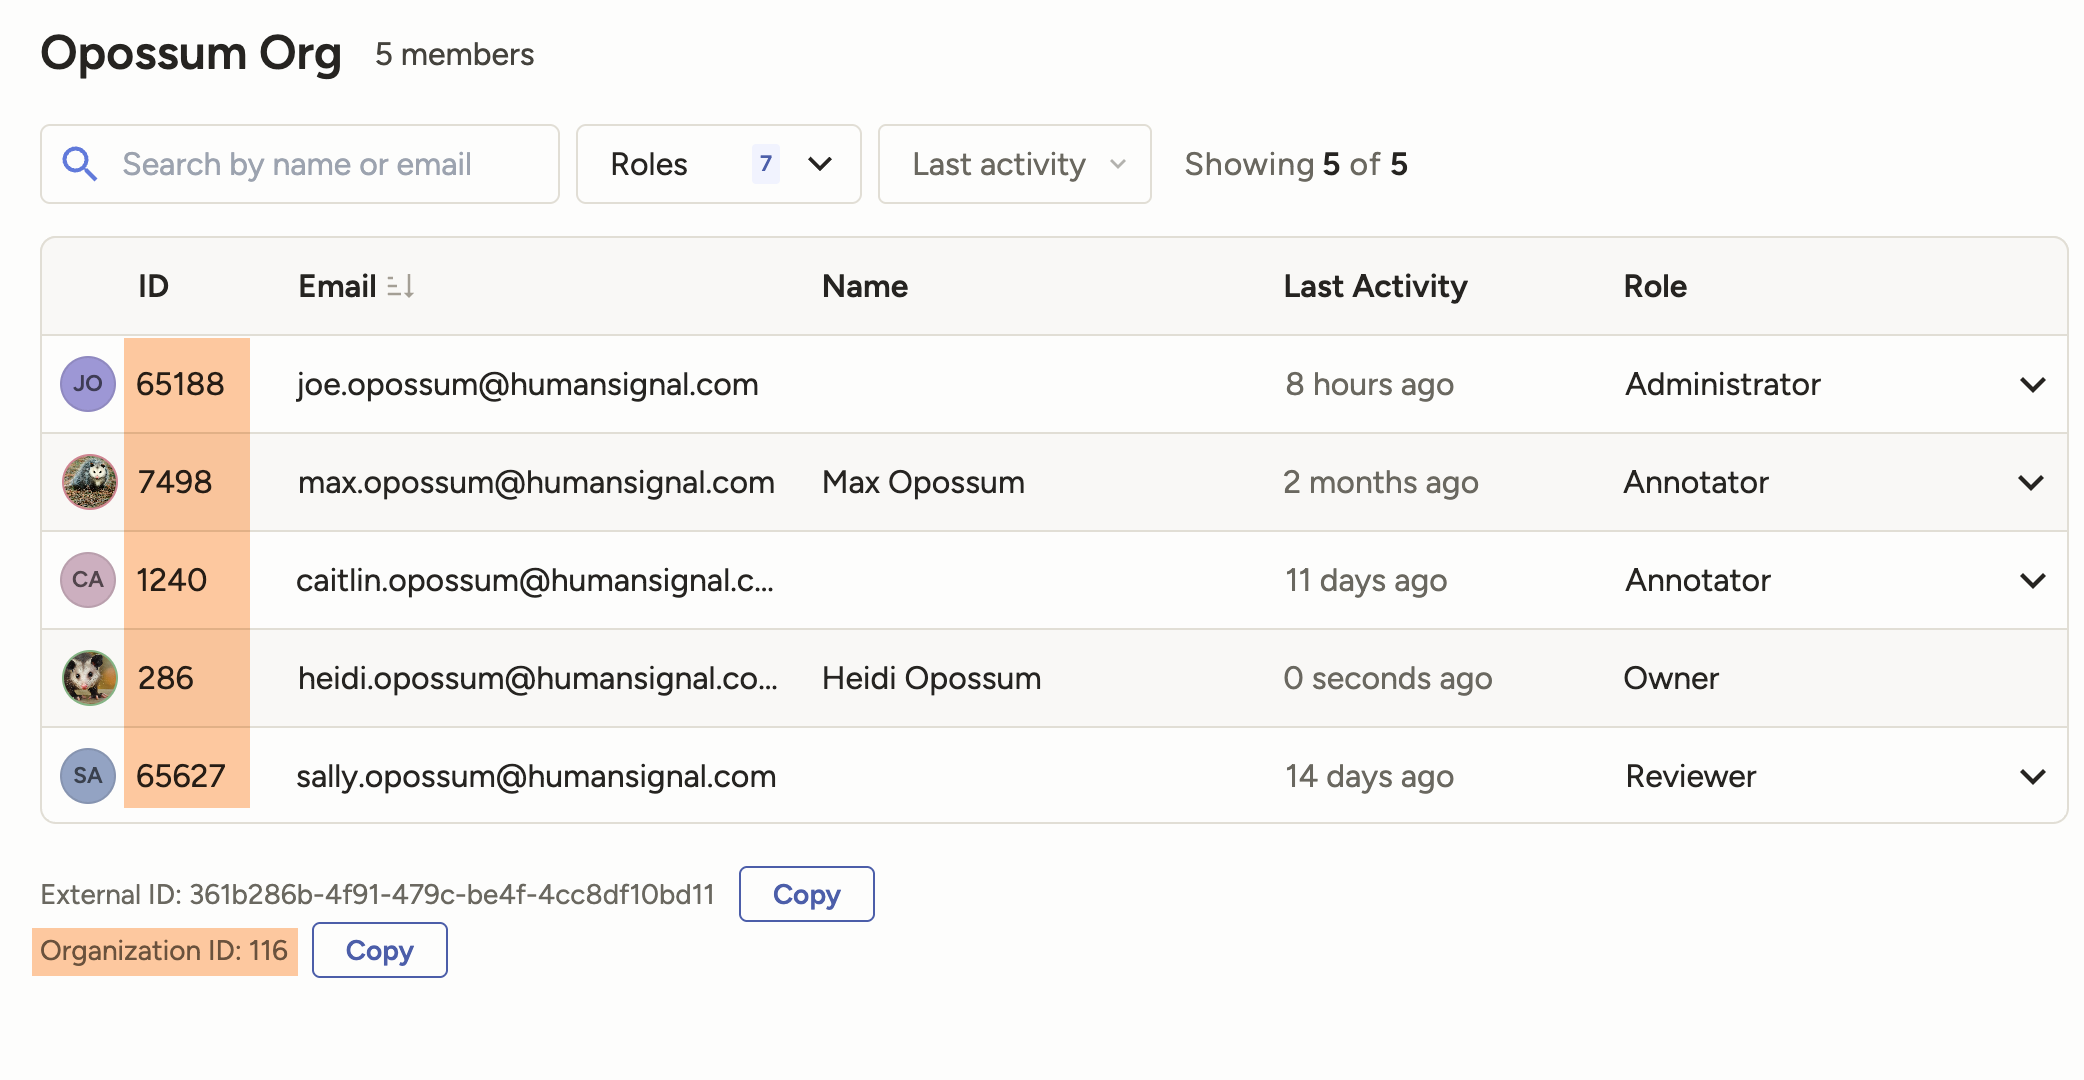 Opossum Org 5 members
Search by name or email Roles 7 Last activity Showing 5 of 5
ID Email Name Last Activity Role
JO 65188 joe.opossum@humansignal.com 8 hours ago Administrator
7498 max.opossum@humansignal.com Max Opossum 2 months ago Annotator
CA 1240 caitlin.opossum@humansignal.c... 11 days ago Annotator
286 heidi.opossum@humansignal.co... Heidi Opossum 0 seconds ago Owner
SA 65627 sally.opossum@humansignal.com 14 days ago Reviewer
External ID: 361b286b-4f91-479c-be4f-4cc8df10bd11 Copy
Organization ID: 116 Copy